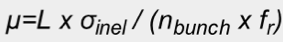 μ=L x σinel / (nbunch x fr)